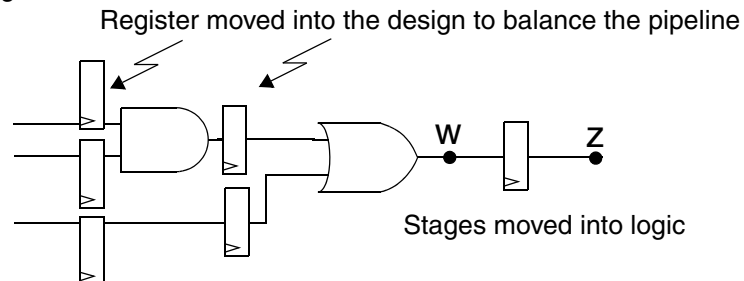 Register moved into the design to balance the pipeline
W
Z
Stages moved into logic